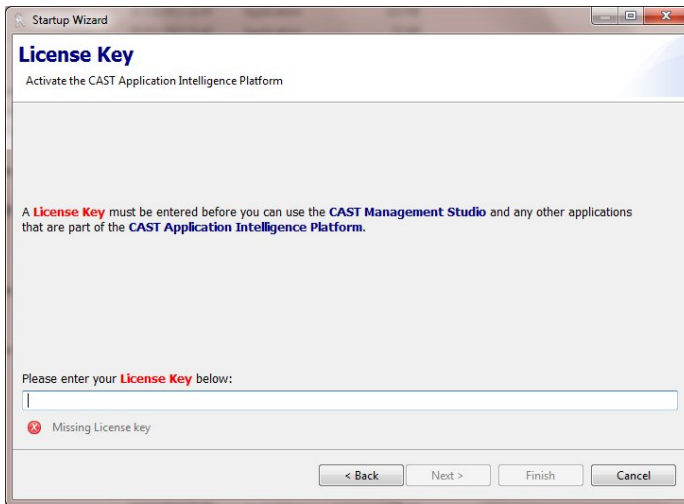 Startup Wizard
License Key
Activate the CAST Application Intelligence Platform
A License Key must be entered before you can use the CAST Management Studio and any other applications
that are part of the CAST Application Intelligence Platform.
Please enter your License Key below:
Missing License key
< Back Next > Finish Cancel